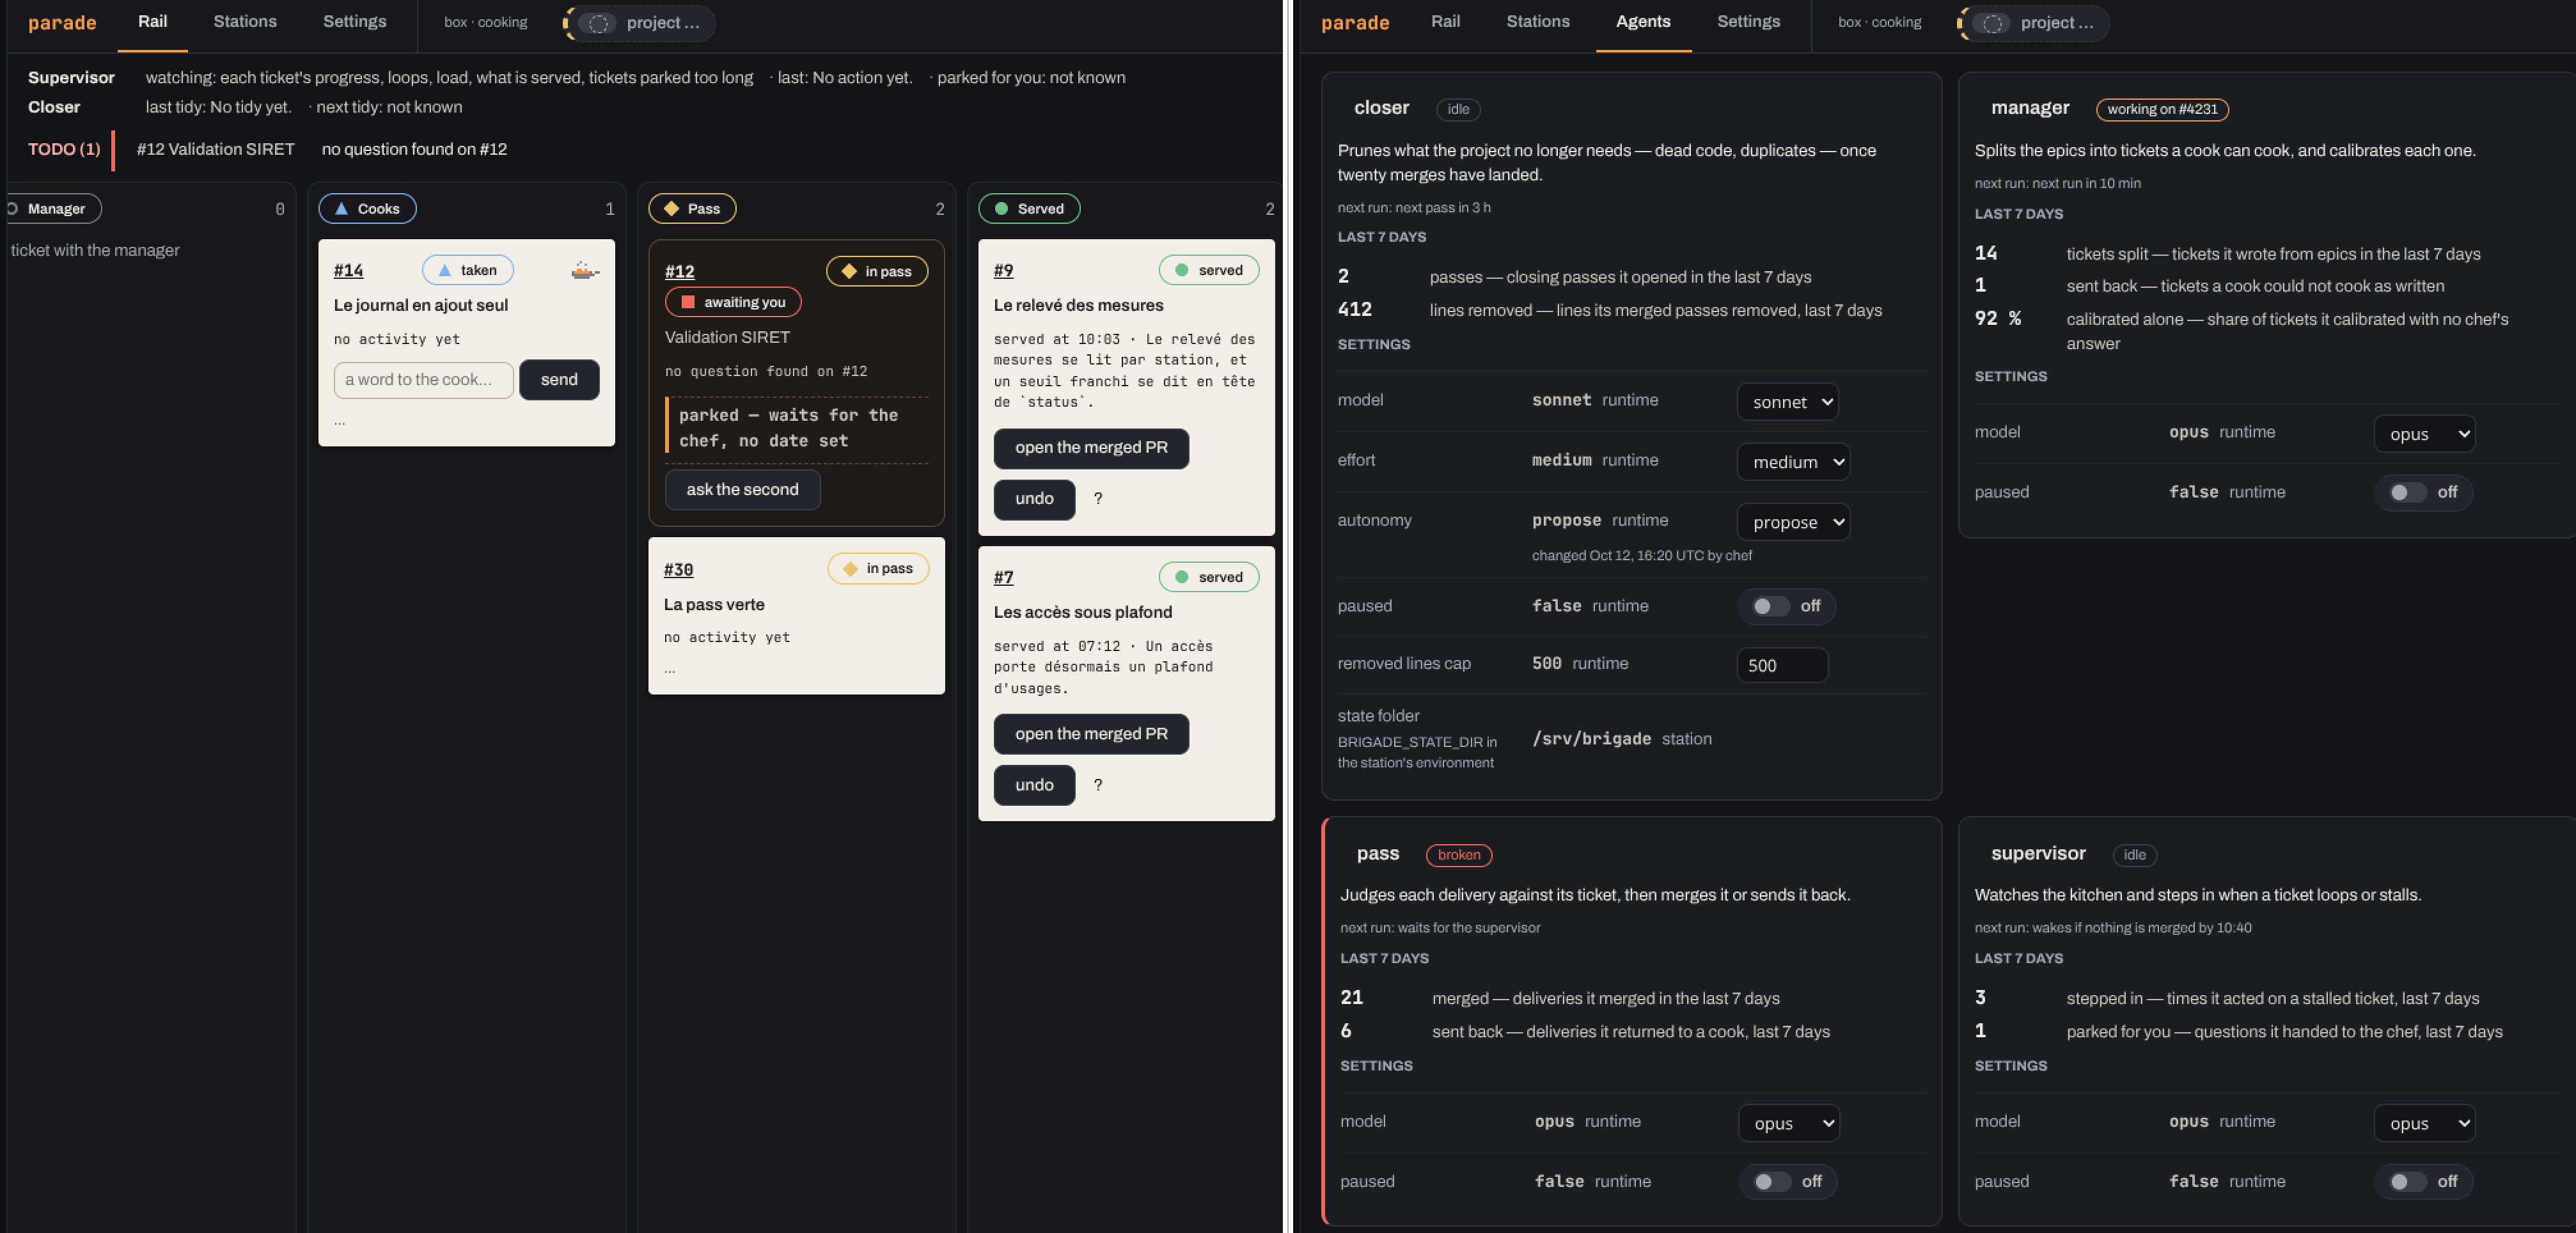 parade Rail Stations Settings box · cooking project ...
Supervisor watching: each ticket's progress, loops, load, what is served, tickets parked too long · last: No action yet. · parked for you: not known
Closer last tidy: No tidy yet. · next tidy: not known
TODO (1) #12 Validation SIRET no question found on #12
Manager 0
ticket with the manager
Cooks 1
#14 taken
Le journal en ajout seul
no activity yet
a word to the cook... send
...
Pass 2
#12 in pass
awaiting you
Validation SIRET
no question found on #12
parked — waits for the
chef, no date set
ask the second
#30 in pass
La pass verte
no activity yet
...
Served 2
#9 served
Le relevé des mesures
served at 10:03 · Le relevé des
mesures se lit par station, et
un seuil franchi se dit en tête
de `status`.
open the merged PR
undo ?
#7 served
Les accès sous plafond
served at 07:12 · Un accès
porte désormais un plafond
d'usages.
open the merged PR
undo ?
parade Rail Stations Agents Settings box · cooking project ...
closer idle
Prunes what the project no longer needs — dead code, duplicates — once
twenty merges have landed.
next run: next pass in 3 h
LAST 7 DAYS
2 passes — closing passes it opened in the last 7 days
412 lines removed — lines its merged passes removed, last 7 days
SETTINGS
model sonnet runtime sonnet
effort medium runtime medium
autonomy propose runtime propose
changed Oct 12, 16:20 UTC by chef
paused false runtime off
removed lines cap 500 runtime 500
state folder
BRIGADE_STATE_DIR in
the station's environment
/srv/brigade station
manager working on #4231
Splits the epics into tickets a cook can cook, and calibrates each one.
next run: next run in 10 min
LAST 7 DAYS
14 tickets split — tickets it wrote from epics in the last 7 days
1 sent back — tickets a cook could not cook as written
92 % calibrated alone — share of tickets it calibrated with no chef's
answer
SETTINGS
model opus runtime opus
paused false runtime off
pass broken
Judges each delivery against its ticket, then merges it or sends it back.
next run: waits for the supervisor
LAST 7 DAYS
21 merged — deliveries it merged in the last 7 days
6 sent back — deliveries it returned to a cook, last 7 days
SETTINGS
model opus runtime opus
paused false runtime off
supervisor idle
Watches the kitchen and steps in when a ticket loops or stalls.
next run: wakes if nothing is merged by 10:40
LAST 7 DAYS
3 stepped in — times it acted on a stalled ticket, last 7 days
1 parked for you — questions it handed to the chef, last 7 days
SETTINGS
model opus runtime opus
paused false runtime off